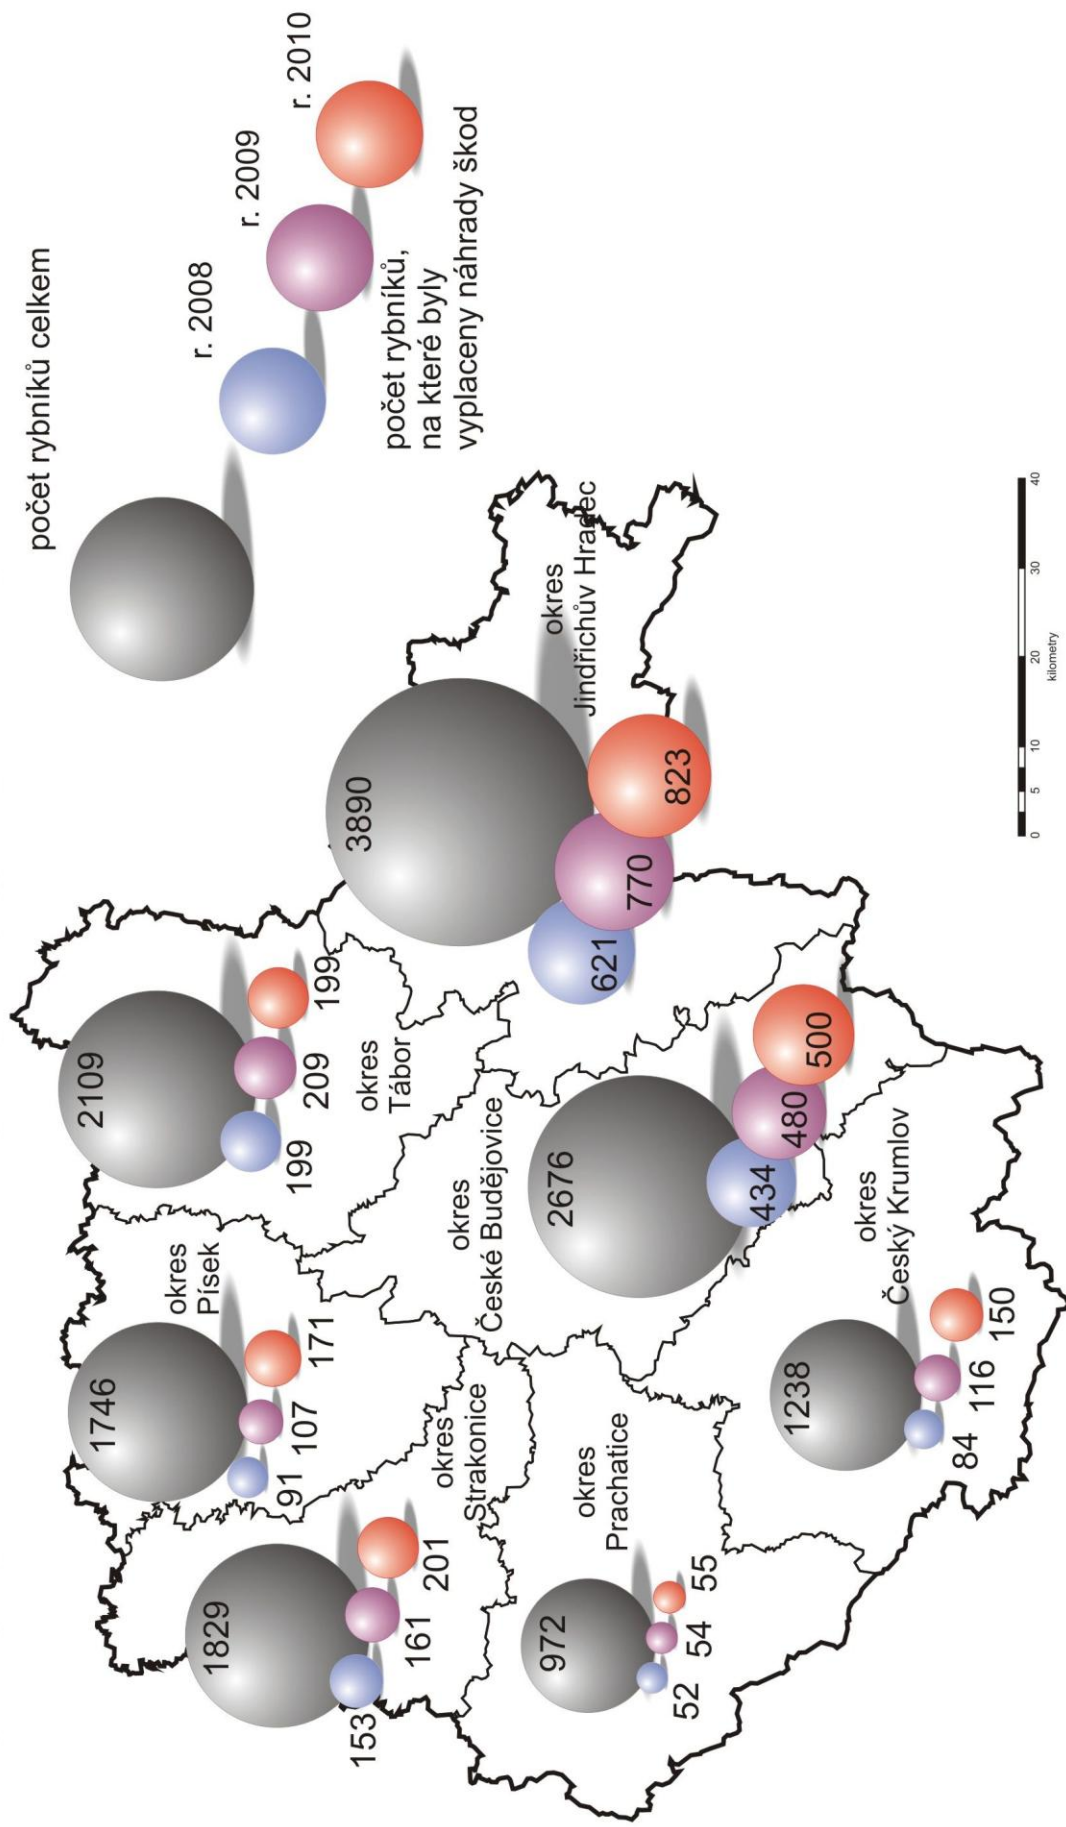 počet rybníků celkem
r. 2008
r. 2009
r. 2010
počet rybníků,
na které byly
vyplaceny náhrady škod
1829
153
161
201
okres
Strakonice
1746
91
107
171
okres
Písek
2109
199
209
199
okres
Tábor
3890
621
770
823
okres
Jindřichův Hradec
okres
České Budějovice
2676
434
480
500
972
52
54
55
okres
Prachatice
1238
84
116
150
okres
Český Krumlov
0 5 10 20 30 40
kilometry